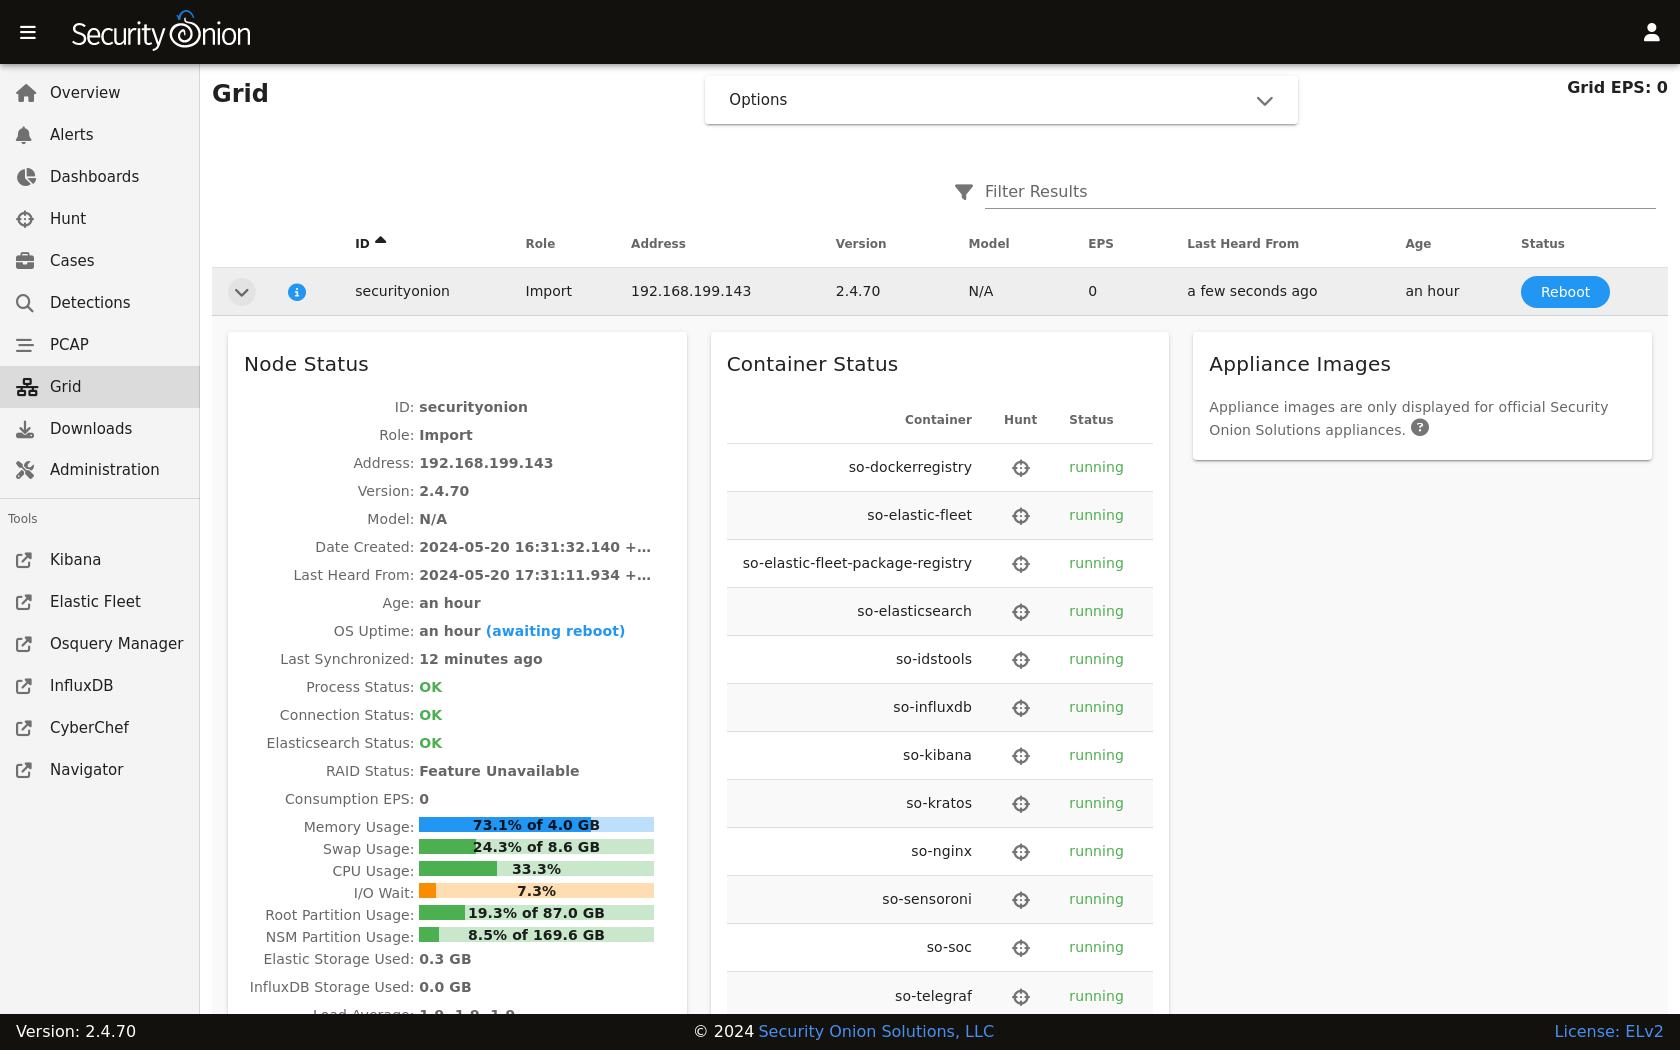 Security Onion
Overview
Alerts
Dashboards
Hunt
Cases
Detections
PCAP
Grid
Downloads
Administration
Tools
Kibana
Elastic Fleet
Osquery Manager
InfluxDB
CyberChef
Navigator
Grid
Options
Grid EPS: 0
Filter Results
ID Role Address Version Model EPS Last Heard From Age Status
securityonion Import 192.168.199.143 2.4.70 N/A 0 a few seconds ago an hour Reboot
Node Status
ID: securityonion
Role: Import
Address: 192.168.199.143
Version: 2.4.70
Model: N/A
Date Created: 2024-05-20 16:31:32.140 +...
Last Heard From: 2024-05-20 17:31:11.934 +...
Age: an hour
OS Uptime: an hour (awaiting reboot)
Last Synchronized: 12 minutes ago
Process Status: OK
Connection Status: OK
Elasticsearch Status: OK
RAID Status: Feature Unavailable
Consumption EPS: 0
Memory Usage: 73.1% of 4.0 GB
Swap Usage: 24.3% of 8.6 GB
CPU Usage: 33.3%
I/O Wait: 7.3%
Root Partition Usage: 19.3% of 87.0 GB
NSM Partition Usage: 8.5% of 169.6 GB
Elastic Storage Used: 0.3 GB
InfluxDB Storage Used: 0.0 GB
Load Average:
Container Status
Container Hunt Status
so-dockerregistry running
so-elastic-fleet running
so-elastic-fleet-package-registry running
so-elasticsearch running
so-idstools running
so-influxdb running
so-kibana running
so-kratos running
so-nginx running
so-sensoroni running
so-soc running
so-telegraf running
Appliance Images
Appliance images are only displayed for official Security
Onion Solutions appliances.
Version: 2.4.70
© 2024 Security Onion Solutions, LLC
License: ELv2